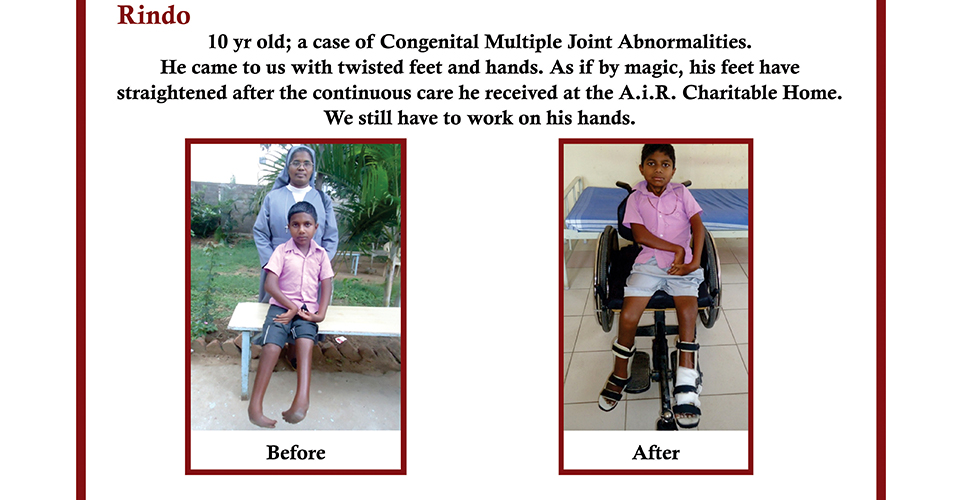 Rindo
10 yr old; a case of Congenital Multiple Joint Abnormalities.
He came to us with twisted feet and hands. As if by magic, his feet have
straightened after the continuous care he received at the A.i.R. Charitable Home.
We still have to work on his hands.
Before
After